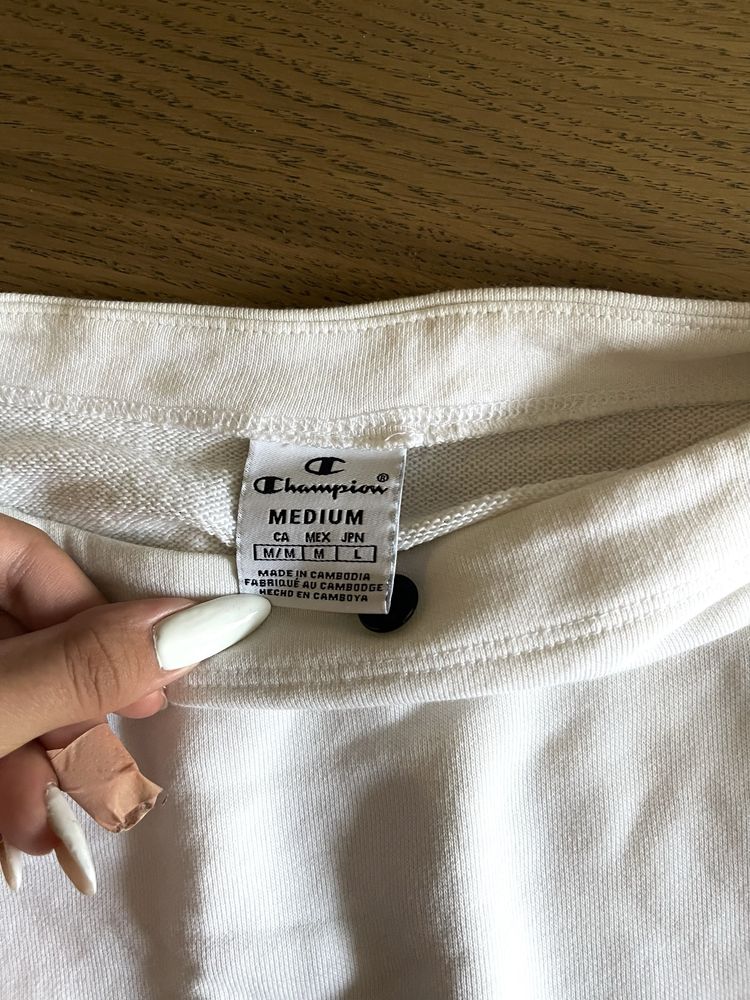 Champion®
MEDIUM
CA MEX JPN
M/M M L
MADE IN CAMBODIA
FABRIQUÉ AU CAMBODGE
HECHO EN CAMBOYA